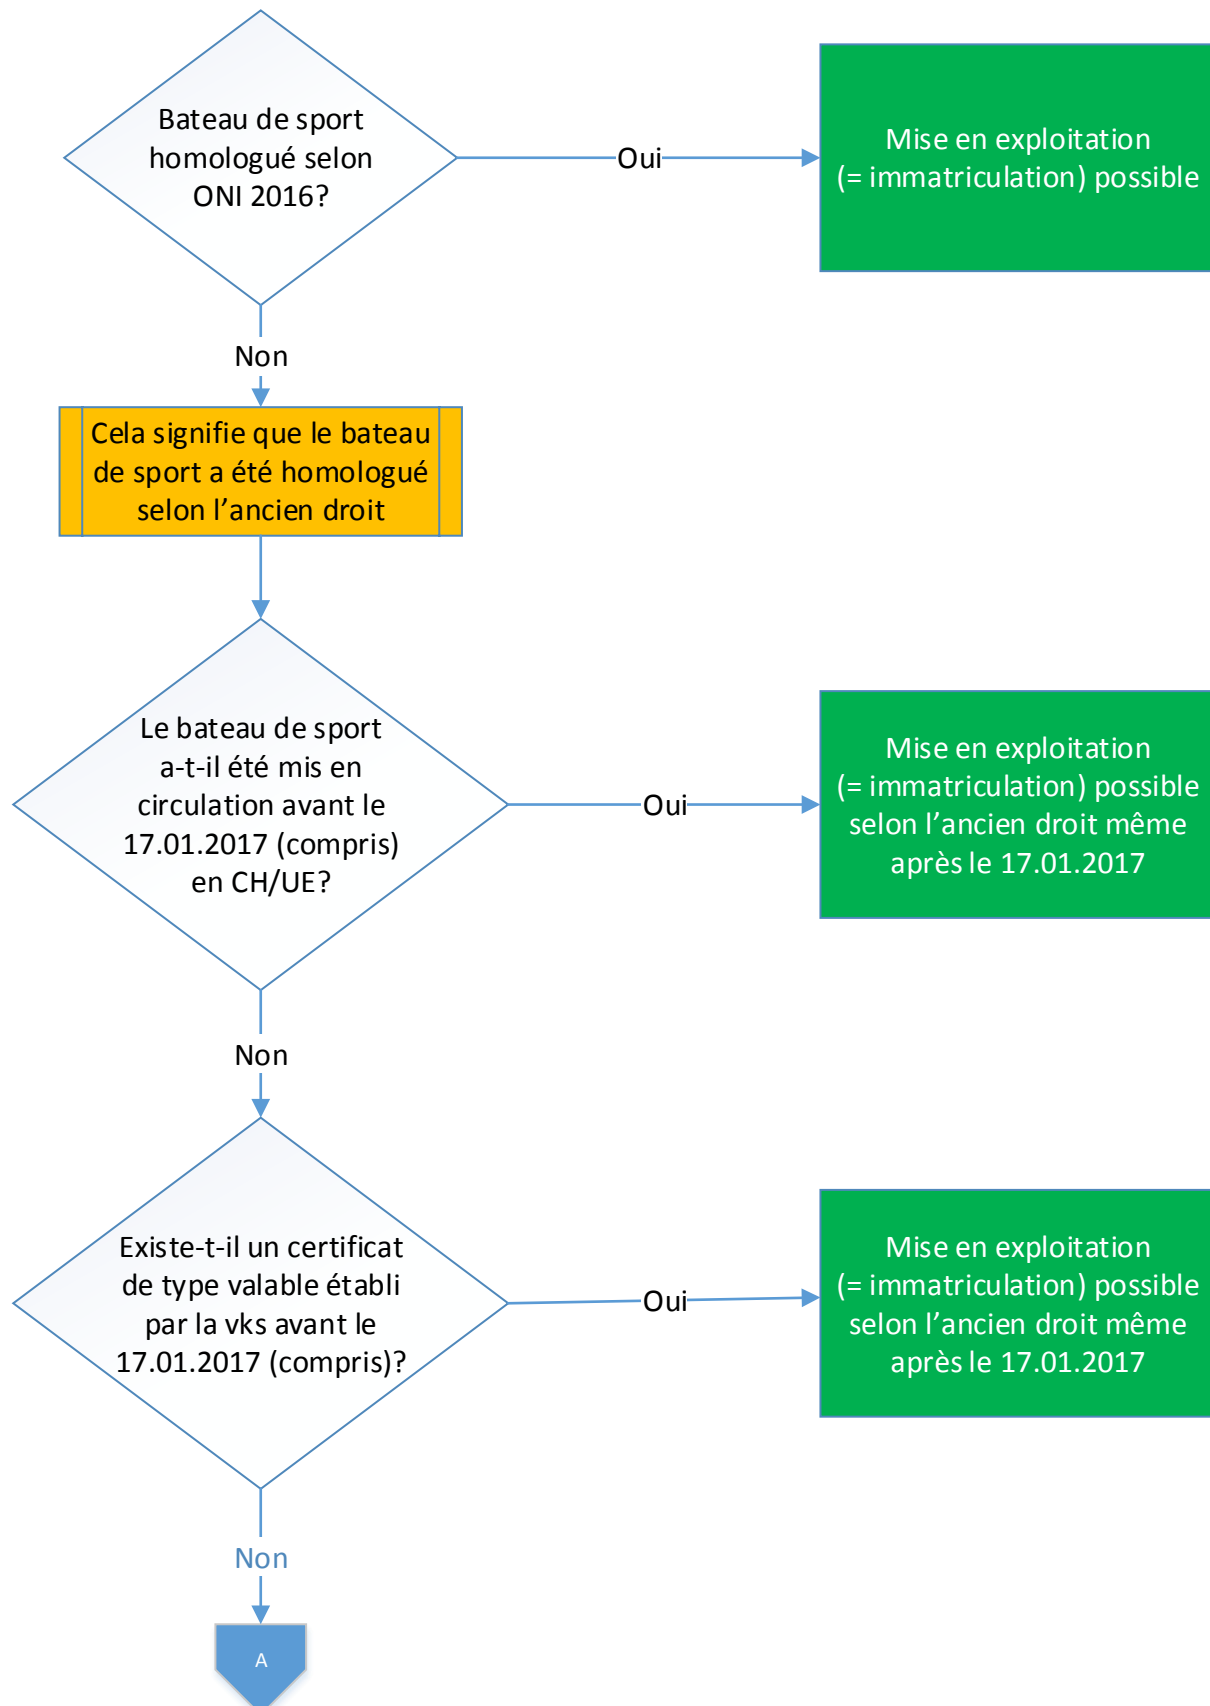 Bateau de sport
homologué selon
ONI 2016?
Oui
Mise en exploitation
(= immatriculation) possible
Non
Cela signifie que le bateau
de sport a été homologué
selon l’ancien droit
Le bateau de sport
a-t-il été mis en
circulation avant le
17.01.2017 (compris)
en CH/UE?
Oui
Mise en exploitation
(= immatriculation) possible
selon l’ancien droit même
après le 17.01.2017
Non
Existe-t-il un certificat
de type valable établi
par la vks avant le
17.01.2017 (compris)?
Oui
Mise en exploitation
(= immatriculation) possible
selon l’ancien droit même
après le 17.01.2017
Non
A